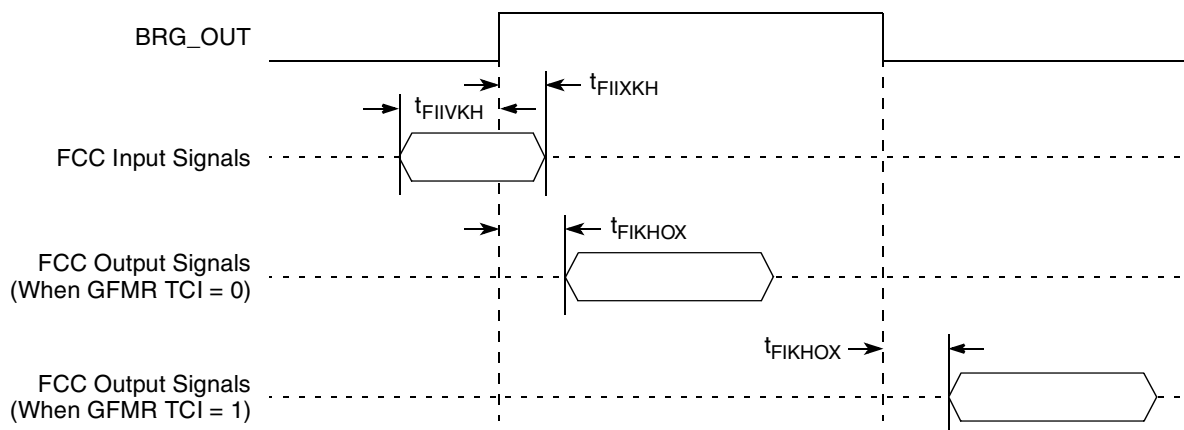 BRG_OUT
tFIIXKH
tFIIVKH
FCC Input Signals
tFIKHOX
FCC Output Signals
(When GFMR TCI = 0)
tFIKHOX
FCC Output Signals
(When GFMR TCI = 1)